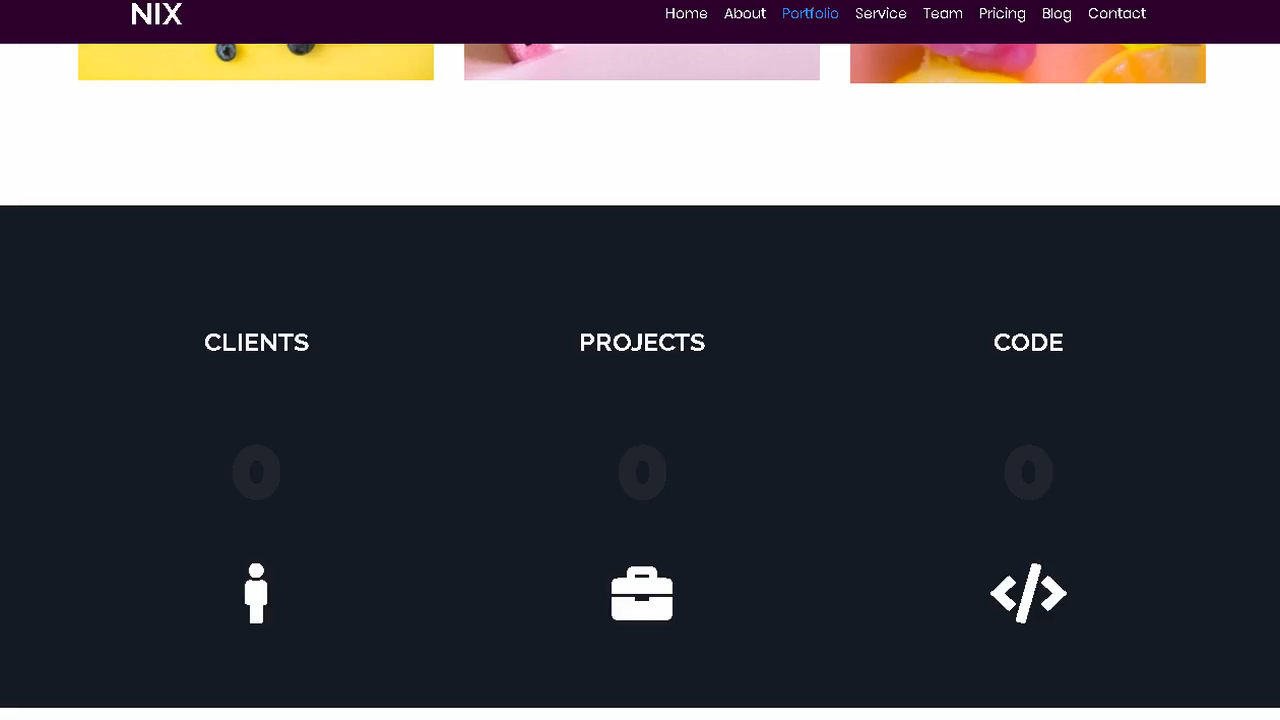 NIX
Home About Portfolio Service Team Pricing Blog Contact
CLIENTS PROJECTS CODE
0 0 0